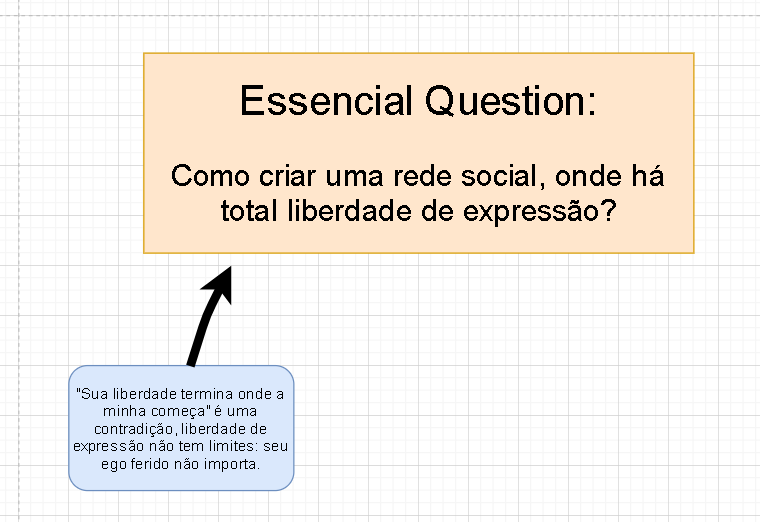 Essencial Question:
Como criar uma rede social, onde há
total liberdade de expressão?
"Sua liberdade termina onde a
minha começa" é uma
contradição, liberdade de
expressão não tem limites: seu
ego ferido não importa.